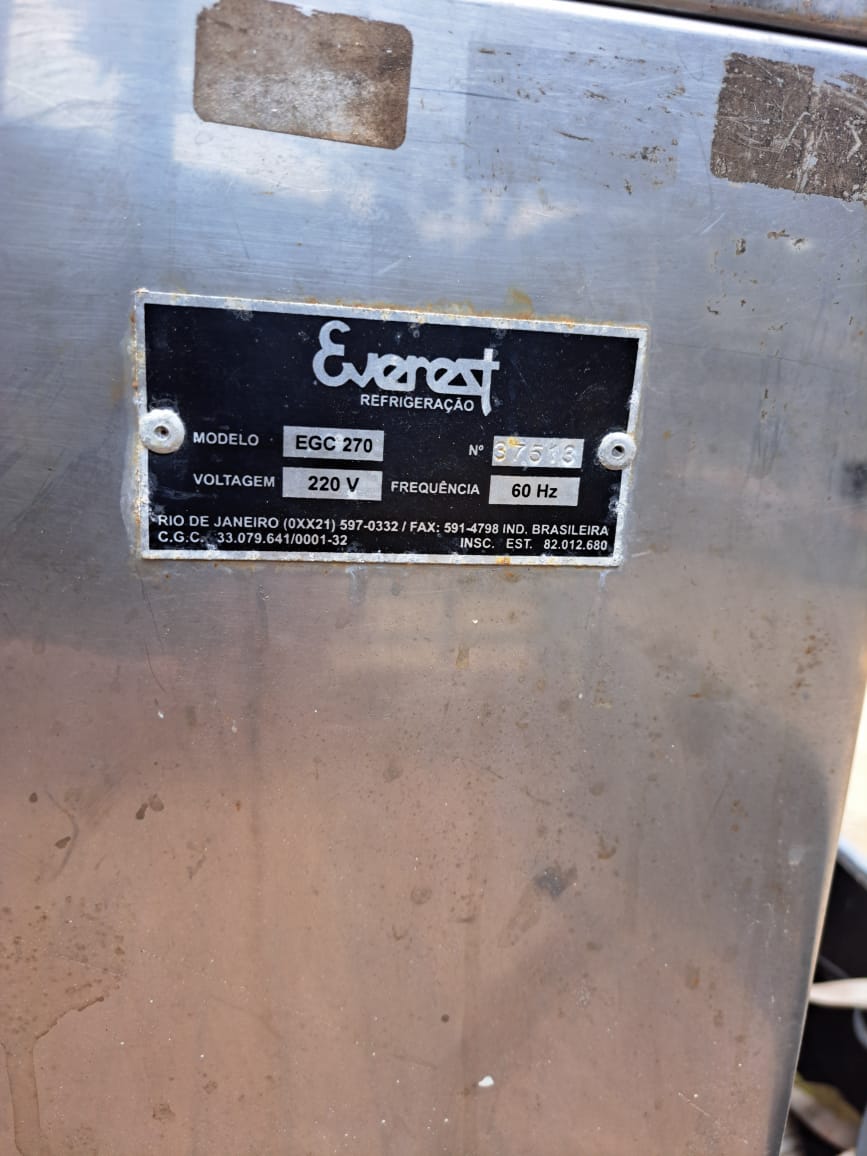 Everest
REFRIGERAÇÃO
MODELO EGC 270 Nº 37513
VOLTAGEM 220 V FREQUÊNCIA 60 Hz
RIO DE JANEIRO (0XX21) 597-0332 / FAX: 591-4798 IND. BRASILEIRA
C.G.C. 33.079.641/0001-32 INSC. EST. 82.012.680